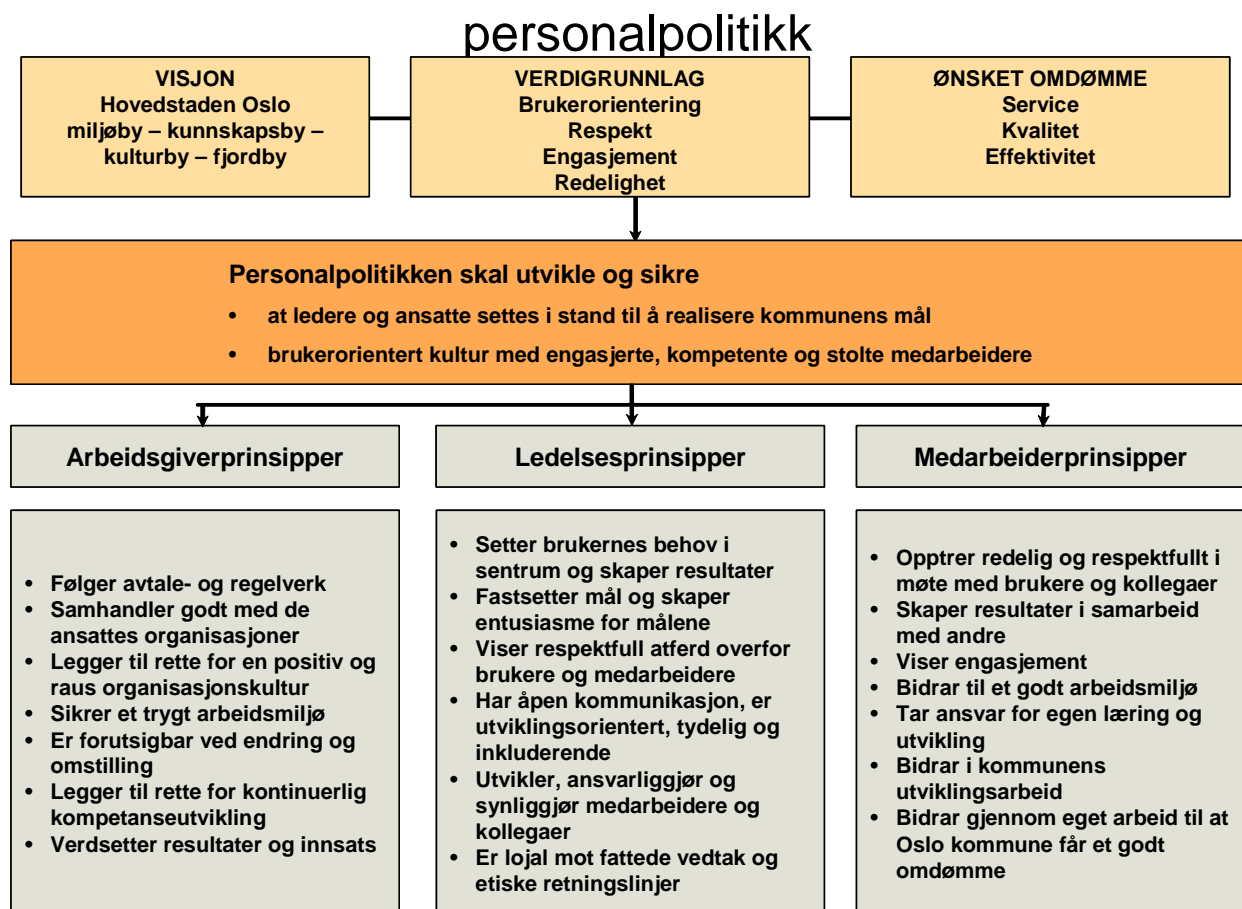 personalpolitikk
VISJON
Hovedstaden Oslo
miljøby – kunnskapsby –
kulturby – fjordby
VERDIGRUNNLAG
Brukerorientering
Respekt
Engasjement
Redelighet
ØNSKET OMDØMME
Service
Kvalitet
Effektivitet
Personalpolitikken skal utvikle og sikre
• at ledere og ansatte settes i stand til å realisere kommunens mål
• brukerorientert kultur med engasjerte, kompetente og stolte medarbeidere
Arbeidsgiverprinsipper
• Følger avtale- og regelverk
• Samhandler godt med de
ansattes organisasjoner
• Legger til rette for en positiv og
raus organisasjonskultur
• Sikrer et trygt arbeidsmiljø
• Er forutsigbar ved endring og
omstilling
• Legger til rette for kontinuerlig
kompetanseutvikling
• Verdsetter resultater og innsats
Ledelsesprinsipper
• Setter brukernes behov i
sentrum og skaper resultater
• Fastsetter mål og skaper
entusiasme for målene
• Viser respektfull atferd overfor
brukere og medarbeidere
• Har åpen kommunikasjon, er
utviklingsorientert, tydelig og
inkluderende
• Utvikler, ansvarliggjør og
synliggjør medarbeidere og
kollegaer
• Er lojal mot fattede vedtak og
etiske retningslinjer
Medarbeiderprinsipper
• Opptrer redelig og respektfullt i
møte med brukere og kollegaer
• Skaper resultater i samarbeid
med andre
• Viser engasjement
• Bidrar til et godt arbeidsmiljø
• Tar ansvar for egen læring og
utvikling
• Bidrar i kommunens
utviklingsarbeid
• Bidrar gjennom eget arbeid til at
Oslo kommune får et godt
omdømme